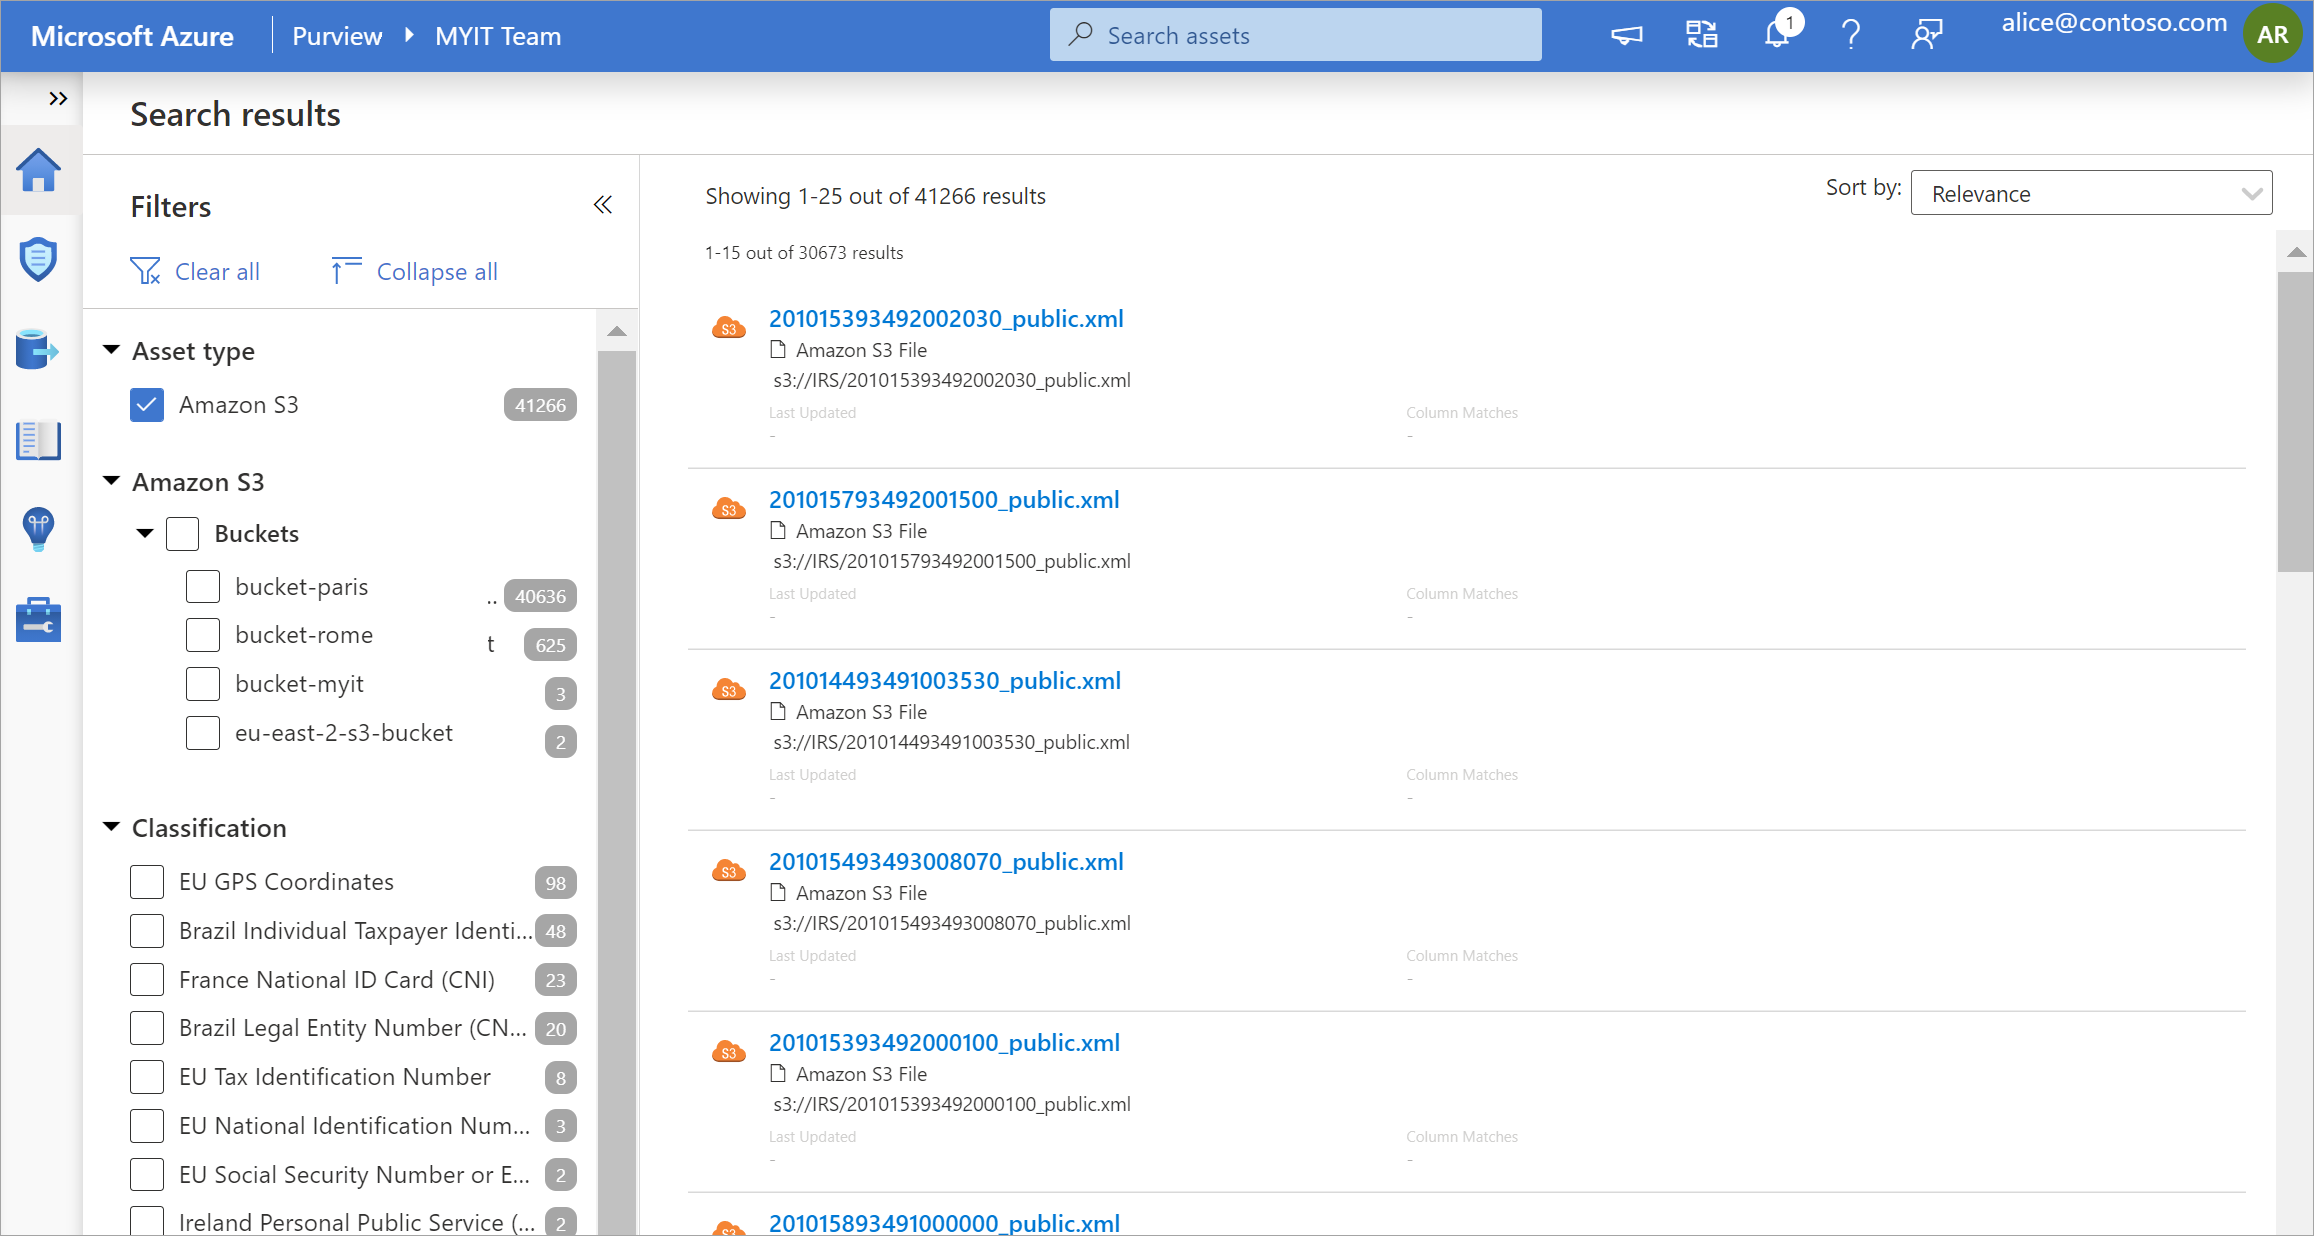 Microsoft Azure
Purview
MYIT Team
Search assets
1
alice@contoso.com
AR
Search results
Filters
Clear all
Collapse all
Asset type
Amazon S3 41266
Amazon S3
Buckets
bucket-paris .. 40636
bucket-rome t 625
bucket-myit 3
eu-east-2-s3-bucket 2
Classification
EU GPS Coordinates 98
Brazil Individual Taxpayer Identi... 48
France National ID Card (CNI) 23
Brazil Legal Entity Number (CN... 20
EU Tax Identification Number 8
EU National Identification Num... 3
EU Social Security Number or E... 2
Ireland Personal Public Service (... 2
Showing 1-25 out of 41266 results
Sort by: Relevance
1-15 out of 30673 results
S3 201015393492002030_public.xml
Amazon S3 File
s3://IRS/201015393492002030_public.xml
Last Updated Column Matches
- -
S3 201015793492001500_public.xml
Amazon S3 File
s3://IRS/201015793492001500_public.xml
Last Updated Column Matches
- -
S3 201014493491003530_public.xml
Amazon S3 File
s3://IRS/201014493491003530_public.xml
Last Updated Column Matches
- -
S3 201015493493008070_public.xml
Amazon S3 File
s3://IRS/201015493493008070_public.xml
Last Updated Column Matches
- -
S3 201015393492000100_public.xml
Amazon S3 File
s3://IRS/201015393492000100_public.xml
Last Updated Column Matches
- -
S3 201015893491000000_public.xml